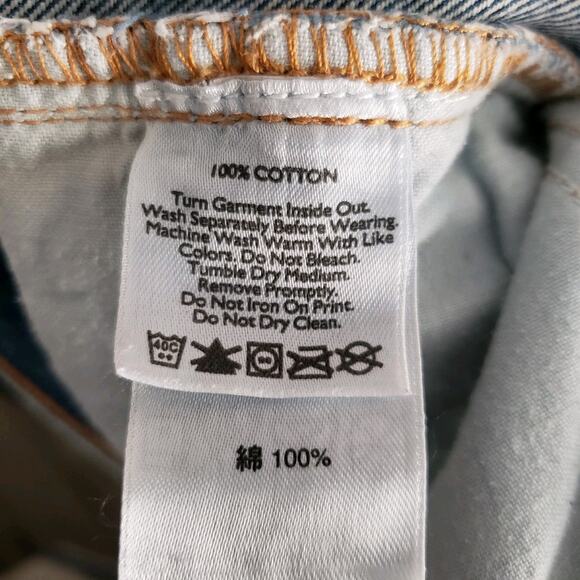 100% COTTON
Turn Garment Inside Out.
Wash Separately Before Wearing.
Machine Wash Warm With Like
Colors. Do Not Bleach.
Tumble Dry Medium.
Remove Promptly.
Do Not Iron On Print.
Do Not Dry Clean.
40C
綿 100%